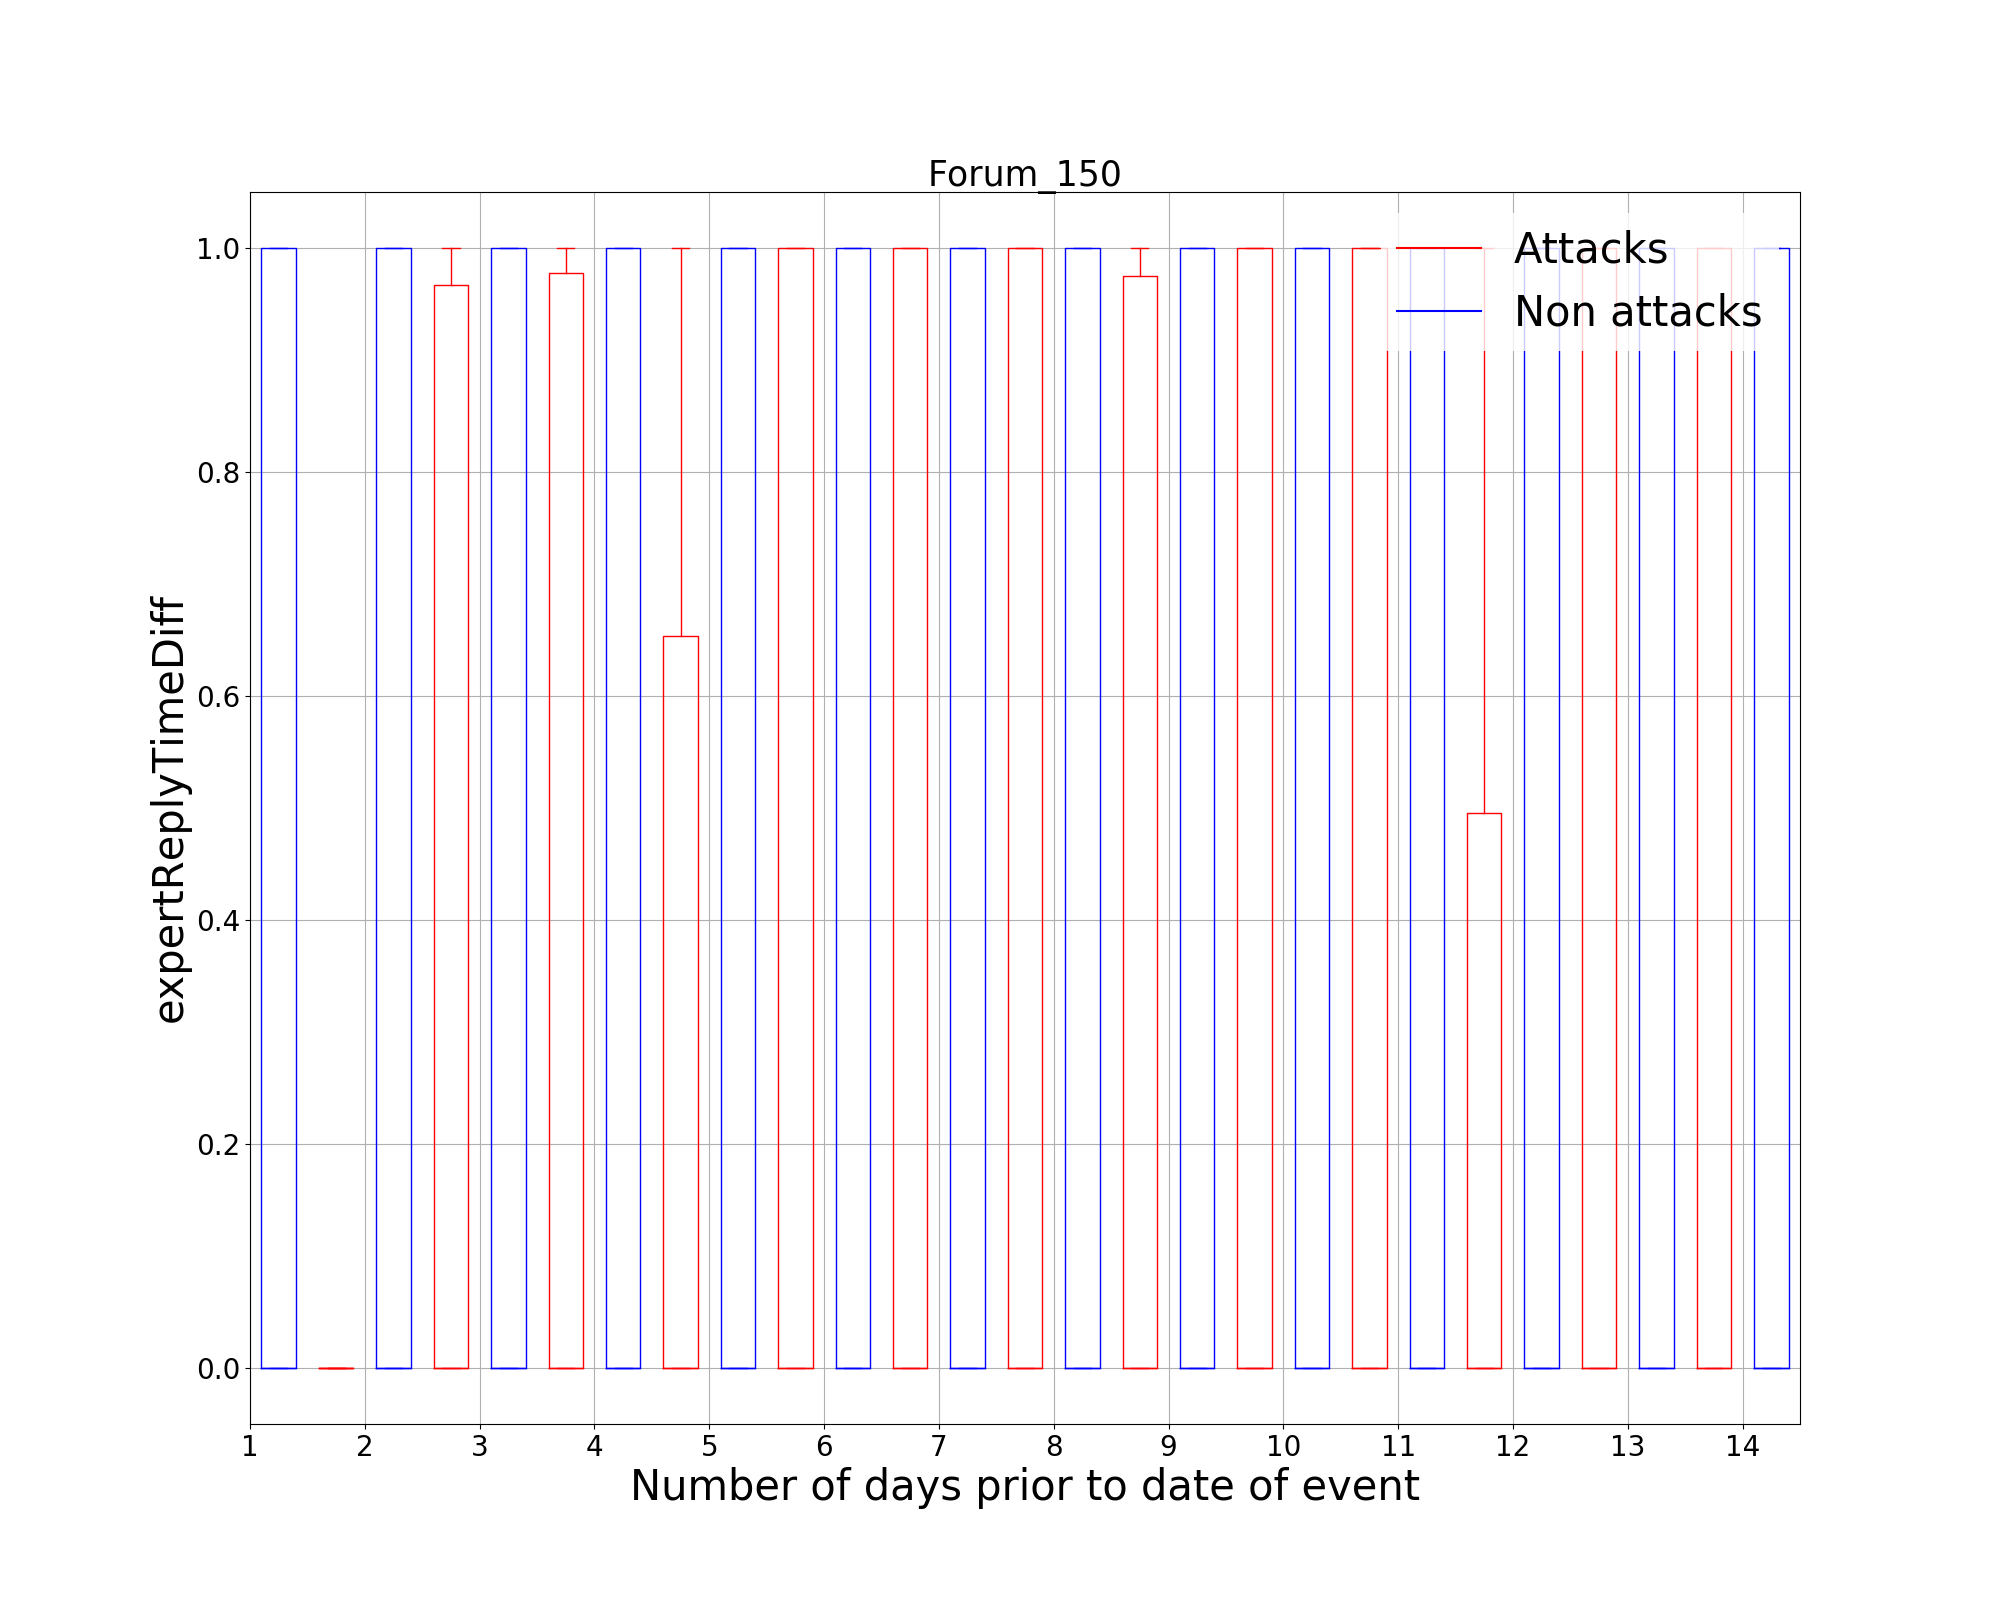 Forum_150
1.0
0.8
0.6
0.4
0.2
0.0
expertReplyTimeDiff
Attacks
Non attacks
1 2 3 4 5 6 7 8 9 10 11 12 13 14
Number of days prior to date of event